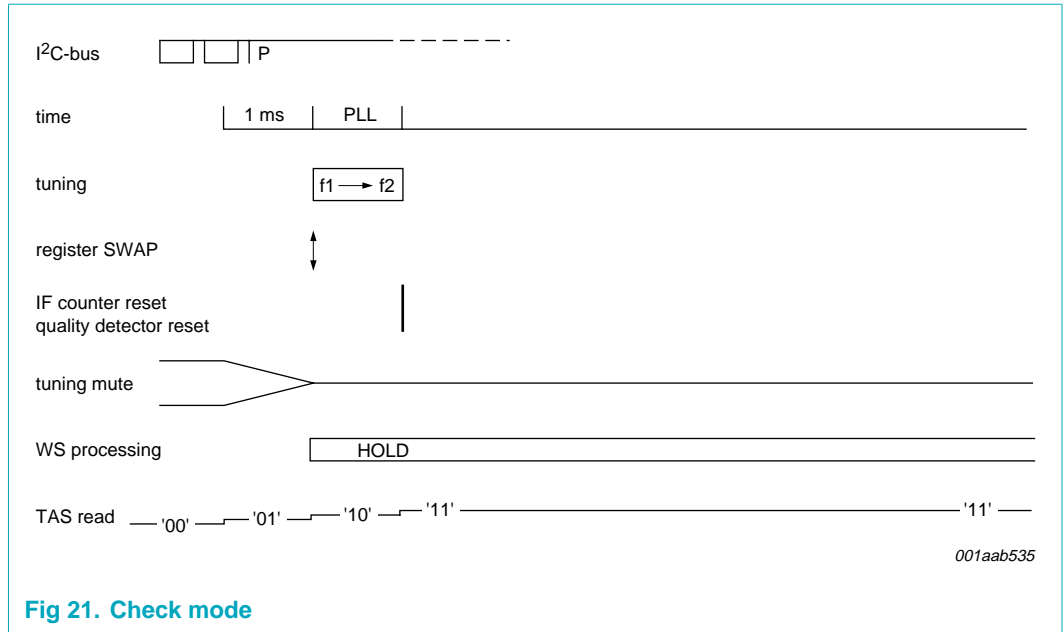 I²C-bus P
time 1 ms PLL
tuning f1 → f2
register SWAP
IF counter reset
quality detector reset
tuning mute
WS processing HOLD
TAS read '00' '01' '10' '11' '11'
001aab535
Fig 21. Check mode